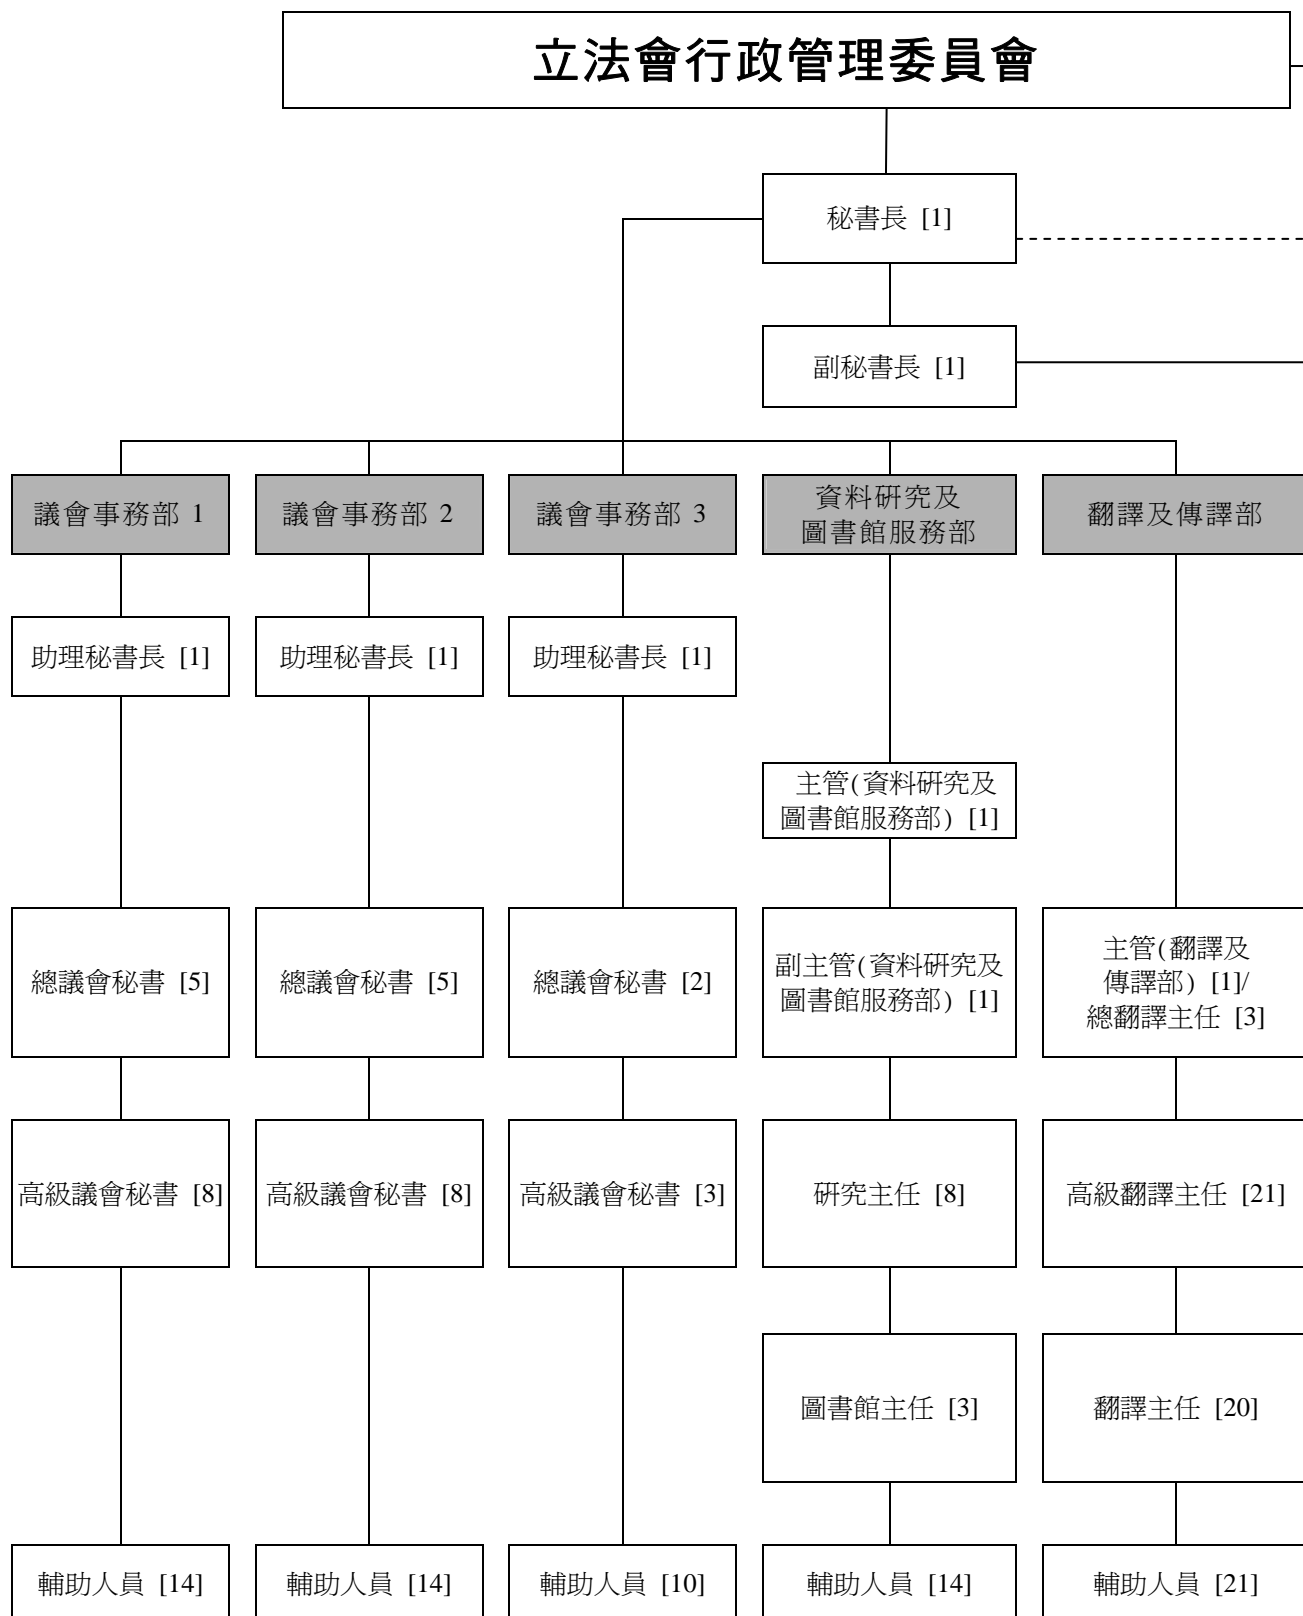 立法會行政管理委員會
秘書長 [1]
副秘書長 [1]
議會事務部 1
議會事務部 2
議會事務部 3
資料研究及
圖書館服務部
翻譯及傳譯部
助理秘書長 [1]
助理秘書長 [1]
助理秘書長 [1]
主管(資料研究及
圖書館服務部) [1]
總議會秘書 [5]
總議會秘書 [5]
總議會秘書 [2]
副主管(資料研究及
圖書館服務部) [1]
主管(翻譯及
傳譯部) [1]/
總翻譯主任 [3]
高級議會秘書 [8]
高級議會秘書 [8]
高級議會秘書 [3]
研究主任 [8]
高級翻譯主任 [21]
圖書館主任 [3]
翻譯主任 [20]
輔助人員 [14]
輔助人員 [14]
輔助人員 [10]
輔助人員 [14]
輔助人員 [21]